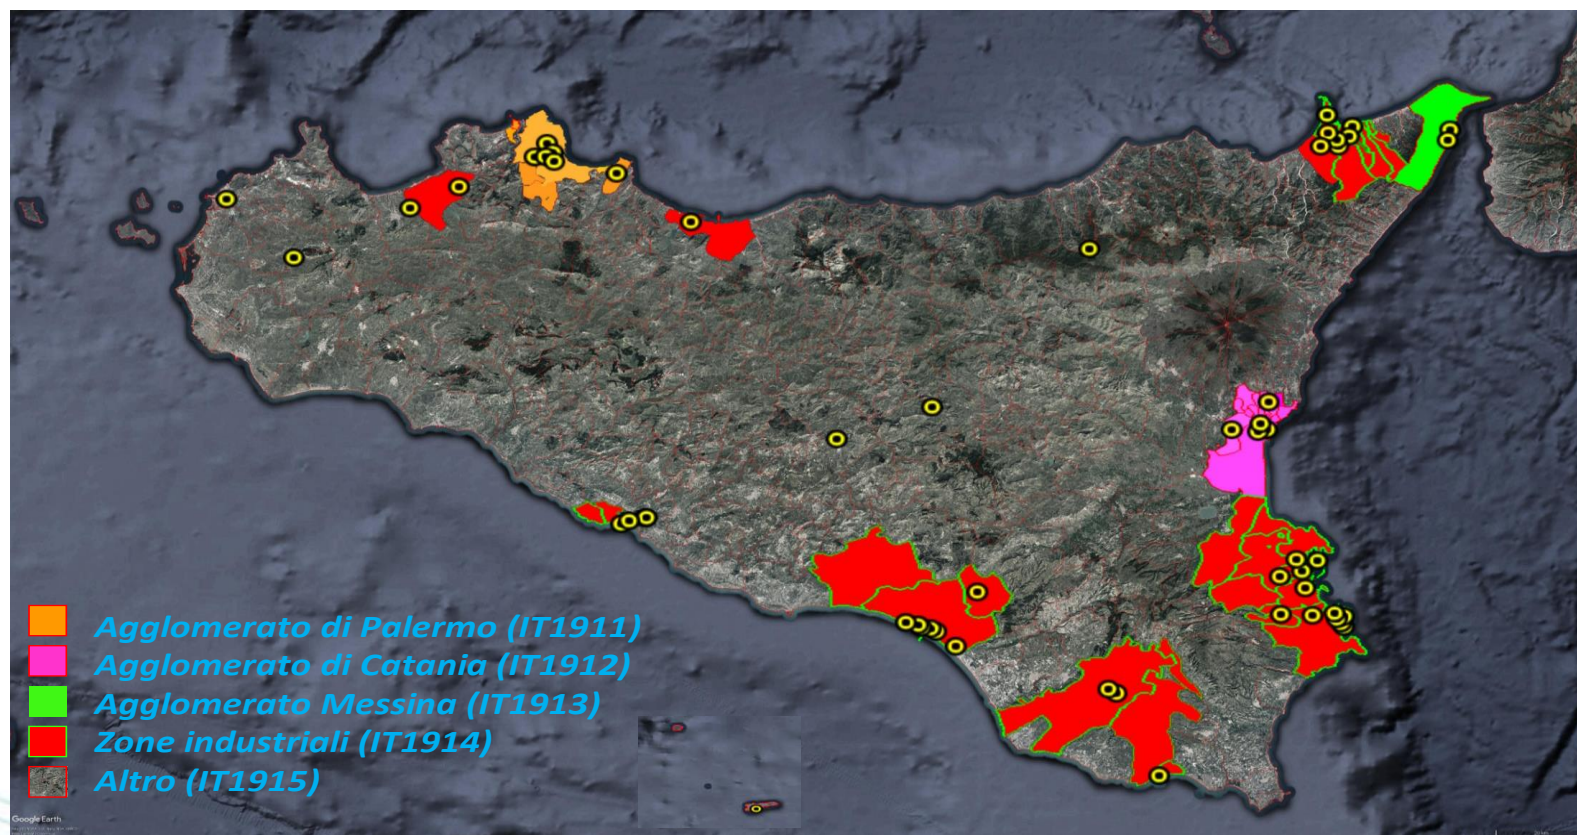 Agglomerato di Palermo (IT1911)
Agglomerato di Catania (IT1912)
Agglomerato Messina (IT1913)
Zone industriali (IT1914)
Altro (IT1915)
Google Earth